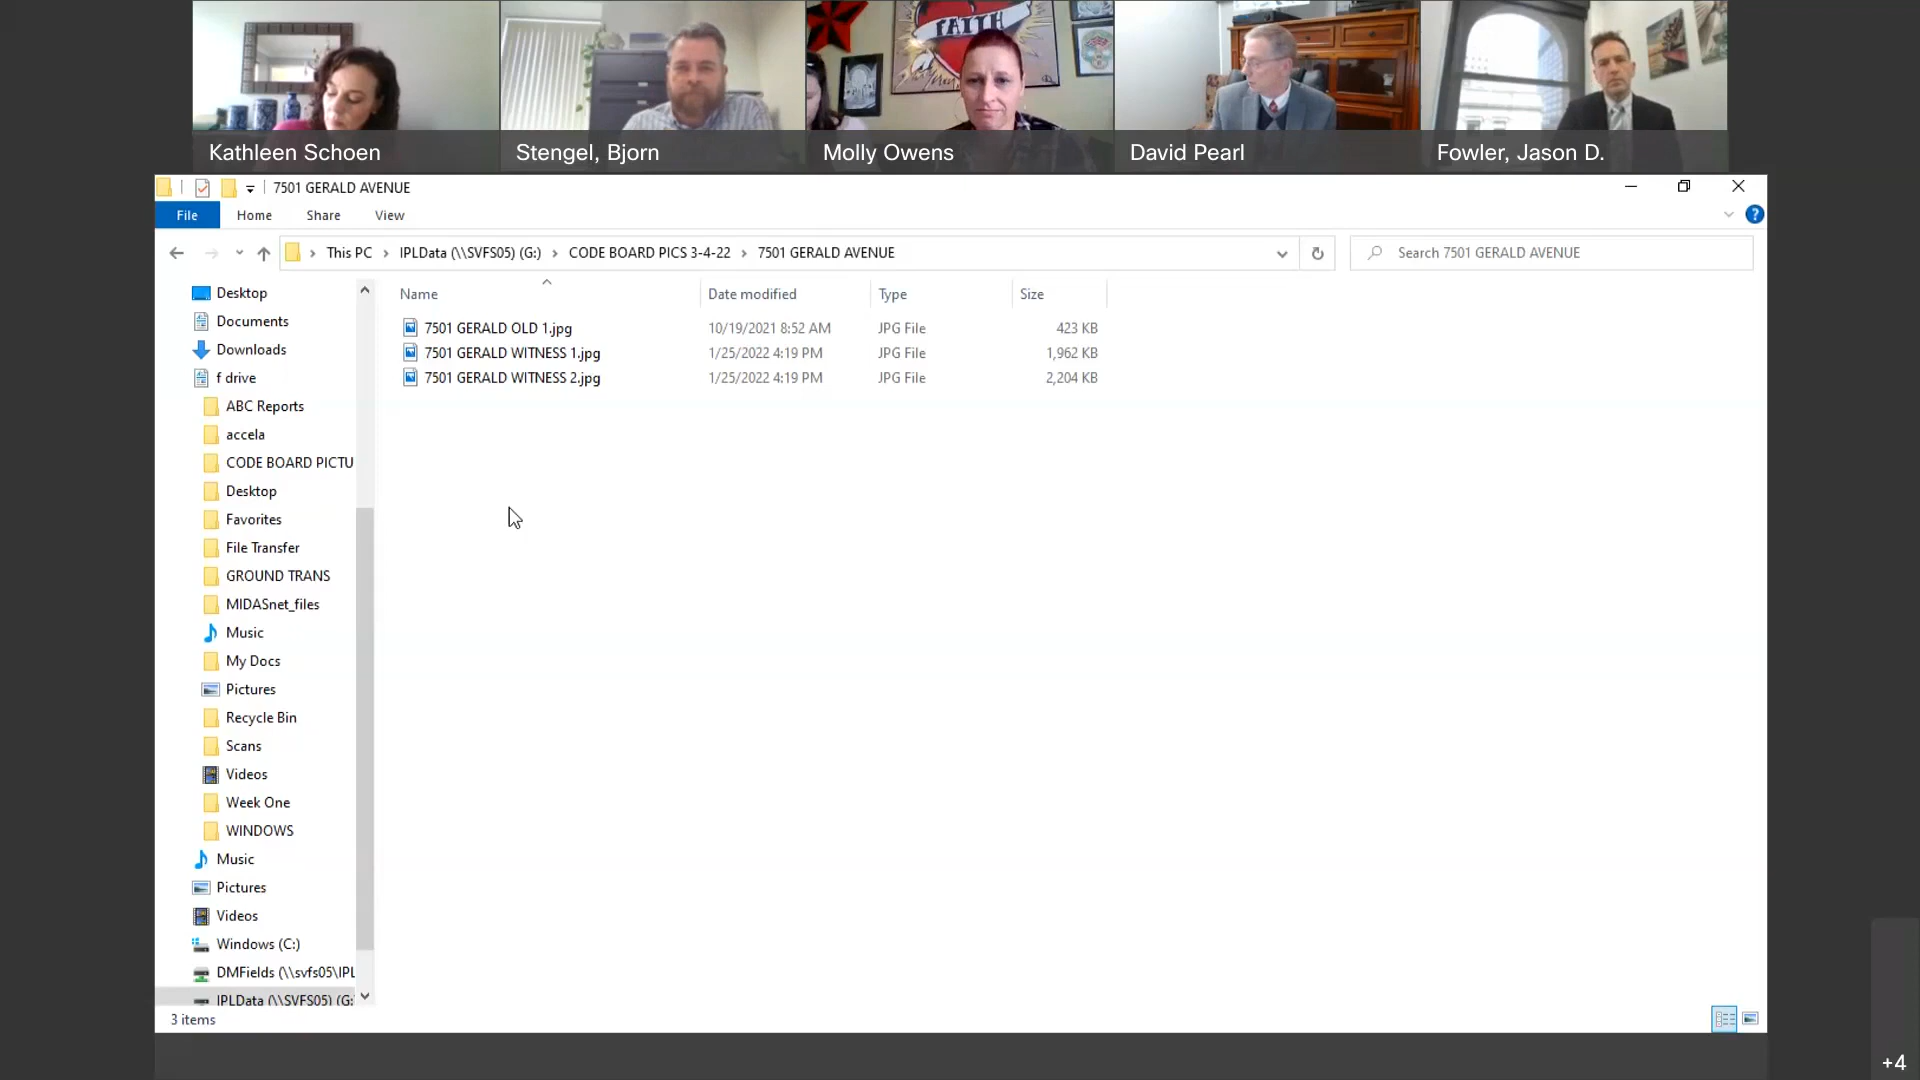 FAITH
Kathleen Schoen
Stengel, Bjorn
Molly Owens
David Pearl
Fowler, Jason D.
7501 GERALD AVENUE
File Home Share View
This PC IPLData (\\SVFS05) (G:) CODE BOARD PICS 3-4-22 7501 GERALD AVENUE
Search 7501 GERALD AVENUE
Name Date modified Type Size
7501 GERALD OLD 1.jpg 10/19/2021 8:52 AM JPG File 423 KB
7501 GERALD WITNESS 1.jpg 1/25/2022 4:19 PM JPG File 1,962 KB
7501 GERALD WITNESS 2.jpg 1/25/2022 4:19 PM JPG File 2,204 KB
Desktop
Documents
Downloads
f drive
ABC Reports
accela
CODE BOARD PICTU
Desktop
Favorites
File Transfer
GROUND TRANS
MIDASnet_files
Music
My Docs
Pictures
Recycle Bin
Scans
Videos
Week One
WINDOWS
Music
Pictures
Videos
Windows (C:)
DMFields (\\svfs05\IPL
IPLData (\\SVFS05) (G:
3 items
+4